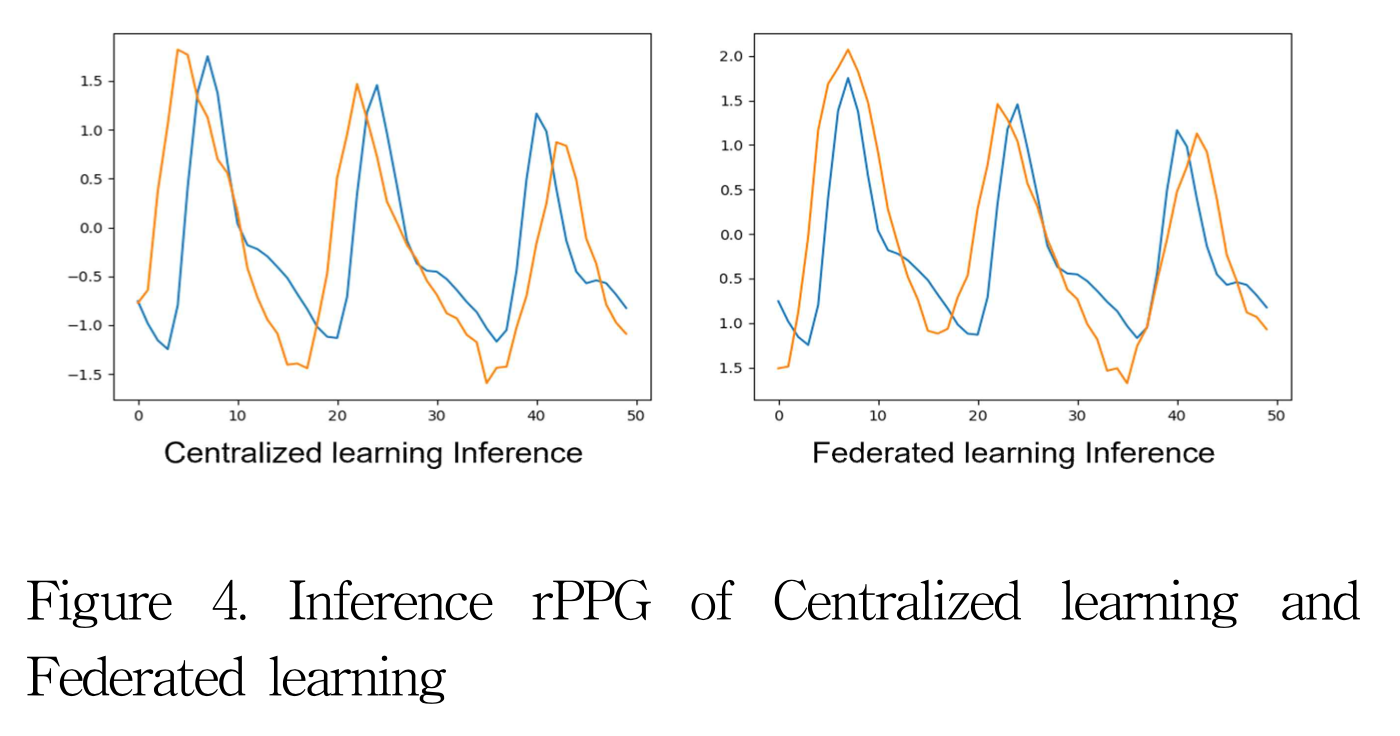 1.5
1.0
0.5
0.0
−0.5
−1.0
−1.5
0 10 20 30 40 50
Centralized learning Inference
2.0
1.5
1.0
0.5
0.0
0.5
1.0
1.5
0 10 20 30 40 50
Federated learning Inference
Figure 4. Inference rPPG of Centralized learning and
Federated learning